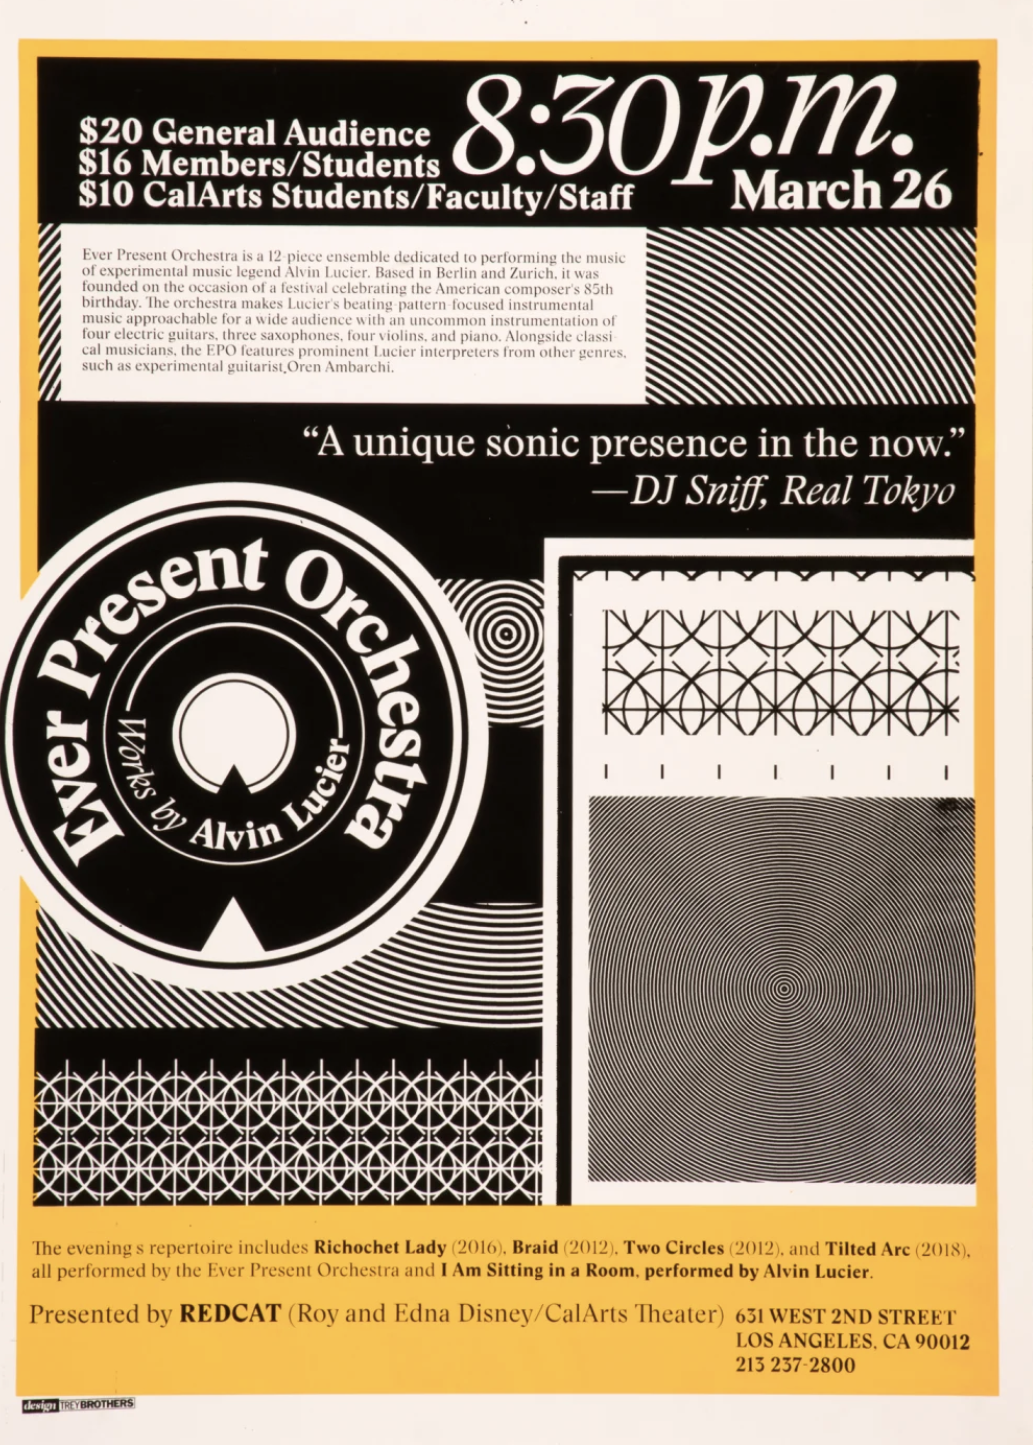 $20 General Audience
$16 Members/Students
$10 CalArts Students/Faculty/Staff
8:30p.m.
March 26
Ever Present Orchestra is a 12-piece ensemble dedicated to performing the music
of experimental music legend Alvin Lucier. Based in Berlin and Zurich, it was
founded on the occasion of a festival celebrating the American composer's 85th
birthday. The orchestra makes Lucier's beating-pattern-focused instrumental
music approachable for a wide audience with an uncommon instrumentation of
four electric guitars, three saxophones, four violins, and piano. Alongside classi-
cal musicians, the EPO features prominent Lucier interpreters from other genres,
such as experimental guitarist Oren Ambarchi.
“A unique sonic presence in the now.”
—DJ Sniff, Real Tokyo
Ever Present Orchestra
Works by Alvin Lucier
The evening s repertoire includes Richochet Lady (2016), Braid (2012), Two Circles (2012), and Tilted Arc (2018),
all performed by the Ever Present Orchestra and I Am Sitting in a Room, performed by Alvin Lucier.
Presented by REDCAT (Roy and Edna Disney/CalArts Theater)
631 WEST 2ND STREET
LOS ANGELES, CA 90012
213 237-2800
design TREYBROTHERS